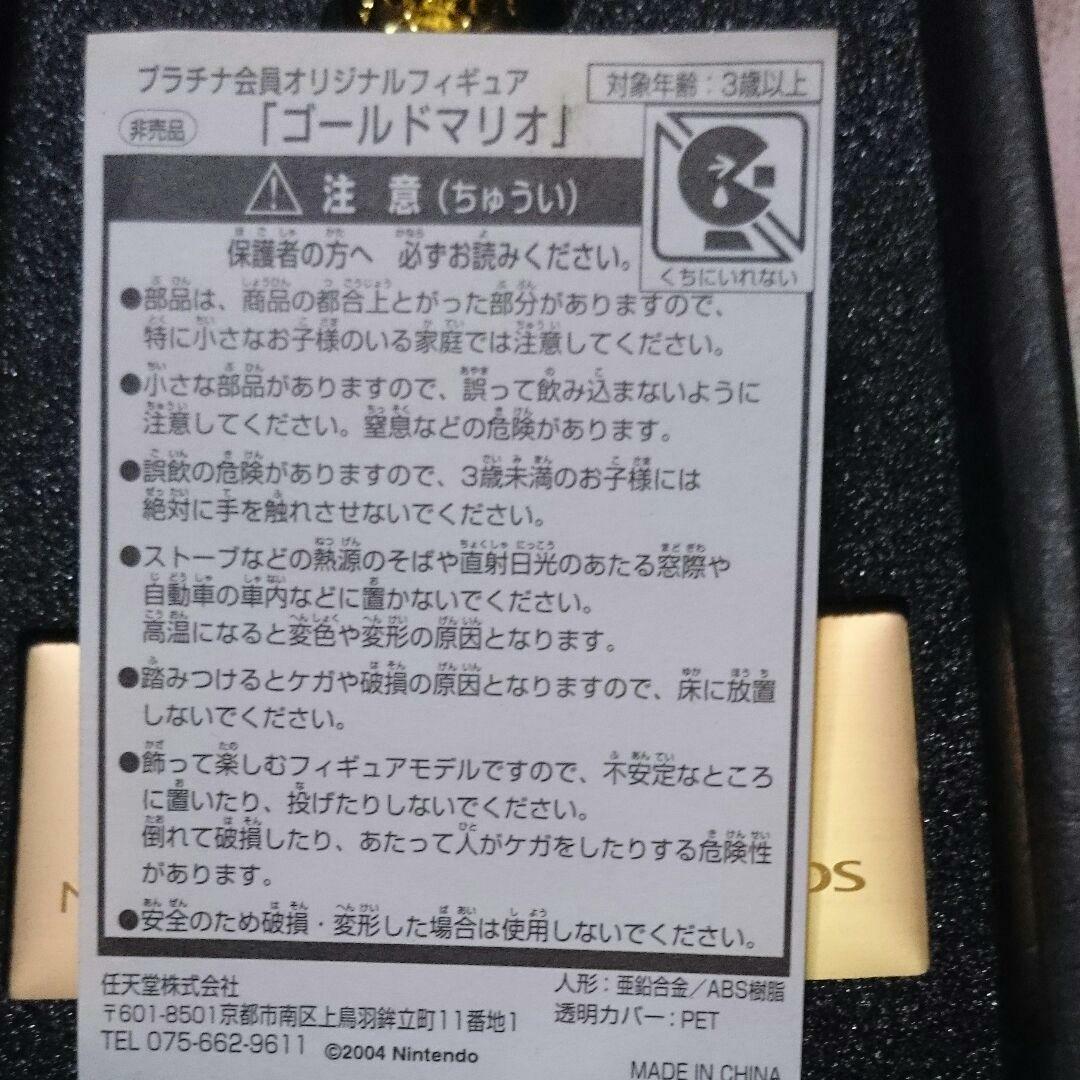 プラチナ会員オリジナルフィギュア
対象年齢：3歳以上
非売品
「ゴールドマリオ」
注意(ちゅうい)
くちにいれない
保護者の方へ 必ずお読みください。
●部品は、商品の都合上とがった部分がありますので、
特に小さなお子様のいる家庭では注意してください。
●小さな部品がありますので、誤って飲み込まないように
注意してください。窒息などの危険があります。
●誤飲の危険がありますので、3歳未満のお子様には
絶対に手を触れさせないでください。
●ストーブなどの熱源のそばや直射日光のあたる窓際や
自動車の車内などに置かないでください。
高温になると変色や変形の原因となります。
●踏みつけるとケガや破損の原因となりますので、床に放置
しないでください。
●飾って楽しむフィギュアモデルですので、不安定なところ
に置いたり、投げたりしないでください。
倒れて破損したり、あたって人がケガをしたりする危険性
があります。
●安全のため破損・変形した場合は使用しないでください。
任天堂株式会社
〒601-8501京都市南区上鳥羽鉾立町11番地1
TEL 075-662-9611 ©2004 Nintendo
人形：亜鉛合金／ABS樹脂
透明カバー：PET
MADE IN CHINA